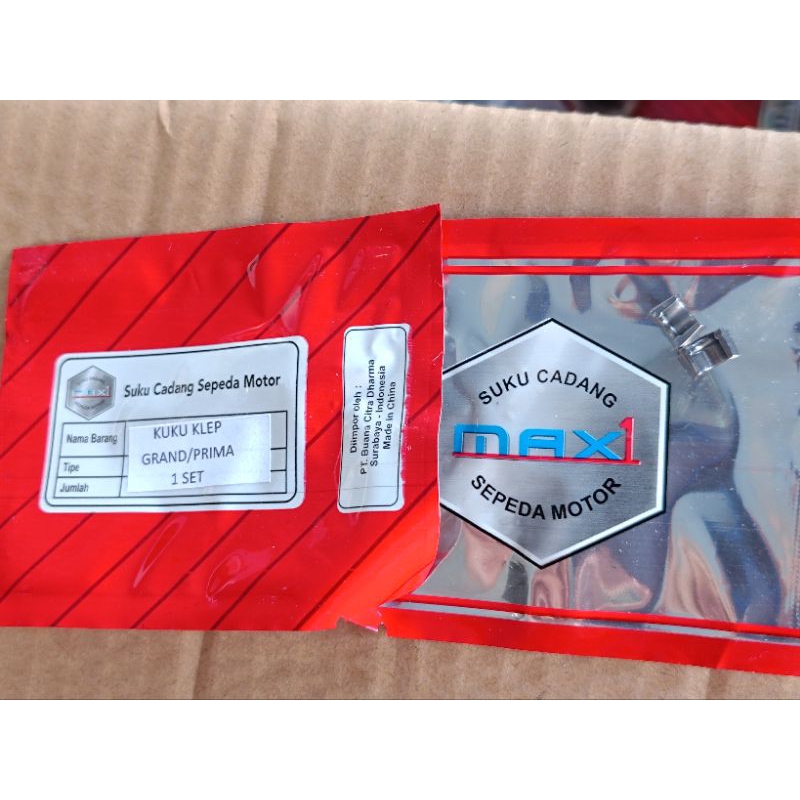 Suku Cadang Sepeda Motor
Nama Barang
KUKU KLEP
Tipe
GRAND/PRIMA
Jumlah
1 SET
Diimpor oleh :
PT. Buana Citra Dharma
Surabaya - Indonesia
Made in China
SUKU CADANG
MAX1
SEPEDA MOTOR